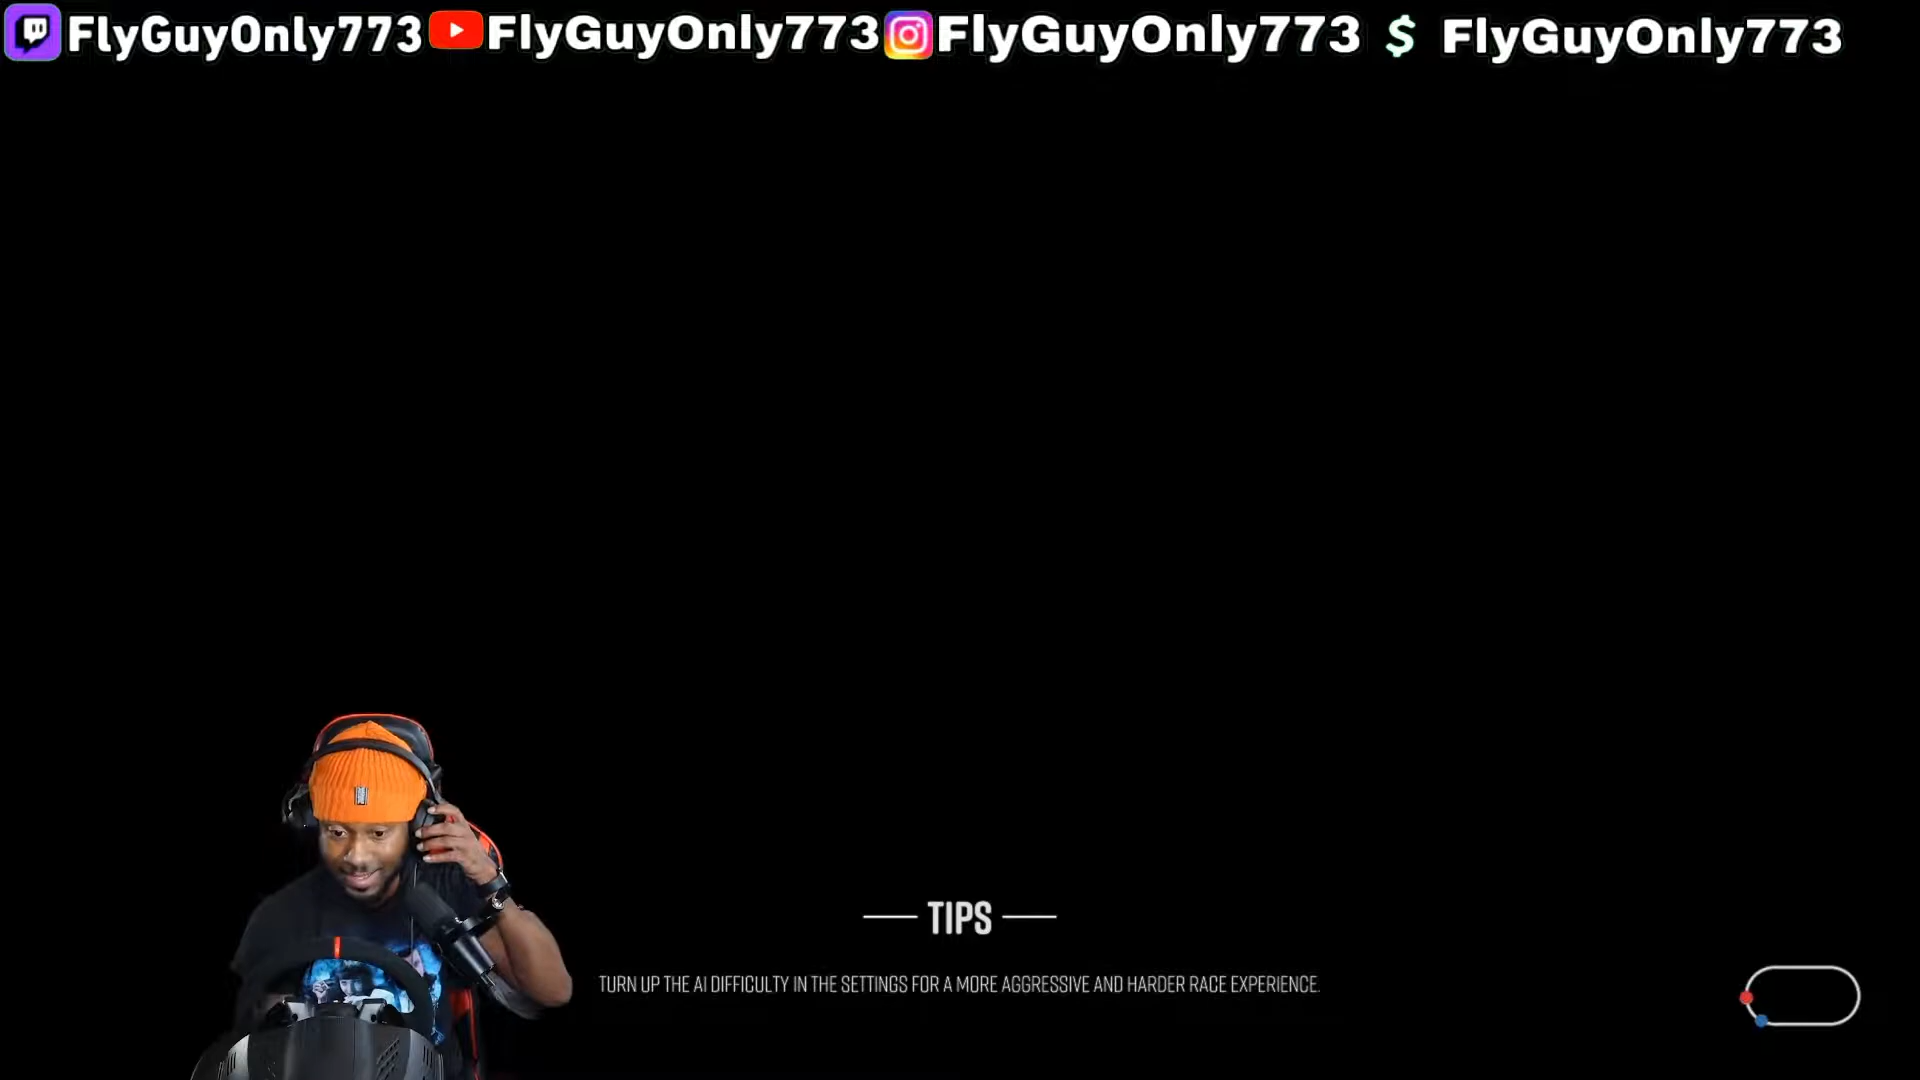 FlyGuyOnly773 FlyGuyOnly773 FlyGuyOnly773 $ FlyGuyOnly773
TIPS
TURN UP THE AI DIFFICULTY IN THE SETTINGS FOR A MORE AGGRESSIVE AND HARDER RACE EXPERIENCE.